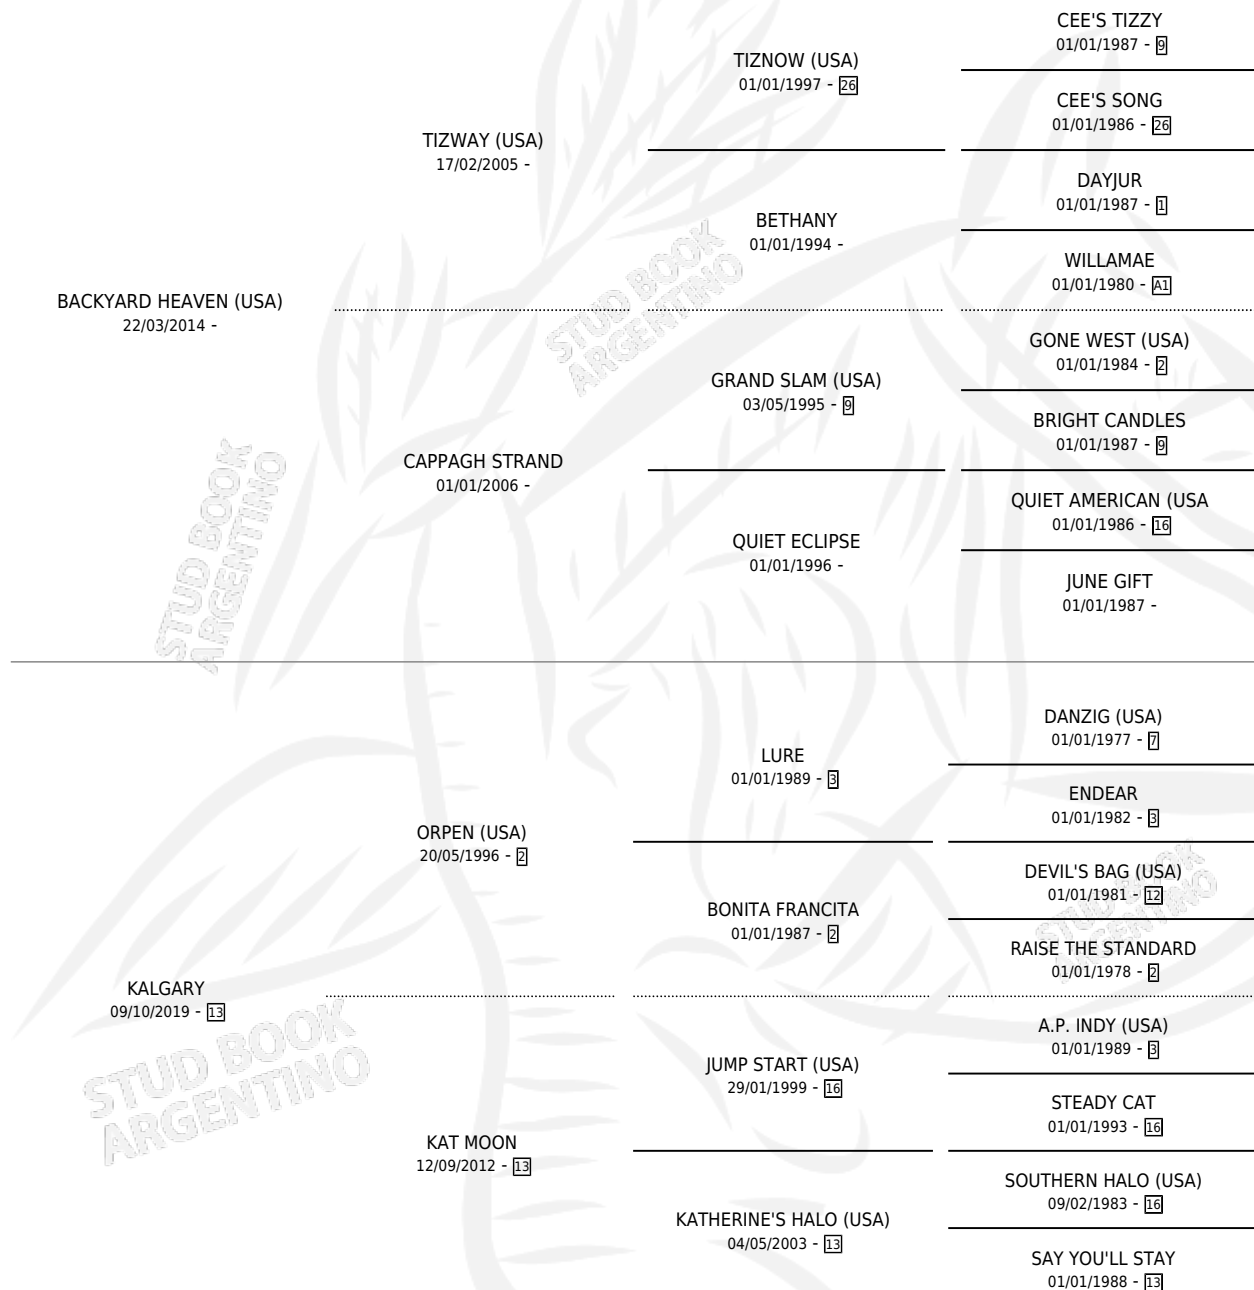 CEE'S TIZZY
01/01/1987 - 9
TIZNOW (USA)
01/01/1997 - 26
CEE'S SONG
01/01/1986 - 26
TIZWAY (USA)
17/02/2005 -
DAYJUR
01/01/1987 - 1
BETHANY
01/01/1994 -
WILLAMAE
01/01/1980 - A1
BACKYARD HEAVEN (USA)
22/03/2014 -
GONE WEST (USA)
01/01/1984 - 2
GRAND SLAM (USA)
03/05/1995 - 9
BRIGHT CANDLES
01/01/1987 - 9
CAPPAGH STRAND
01/01/2006 -
QUIET AMERICAN (USA
01/01/1986 - 16
QUIET ECLIPSE
01/01/1996 -
JUNE GIFT
01/01/1987 -
STUD BOOK
ARGENTINO
STUD BOOK
ARGENTINO
DANZIG (USA)
01/01/1977 - 7
LURE
01/01/1989 - 3
ENDEAR
01/01/1982 - 3
ORPEN (USA)
20/05/1996 - 2
DEVIL'S BAG (USA)
01/01/1981 - 12
BONITA FRANCITA
01/01/1987 - 2
RAISE THE STANDARD
01/01/1978 - 2
STUD BOOK
ARGENTINO
KALGARY
09/10/2019 - 13
A.P. INDY (USA)
01/01/1989 - 3
JUMP START (USA)
29/01/1999 - 16
STEADY CAT
01/01/1993 - 16
KAT MOON
12/09/2012 - 13
SOUTHERN HALO (USA)
09/02/1983 - 16
KATHERINE'S HALO (USA)
04/05/2003 - 13
SAY YOU'LL STAY
01/01/1988 - 13
STUD BOOK
ARGENTINO